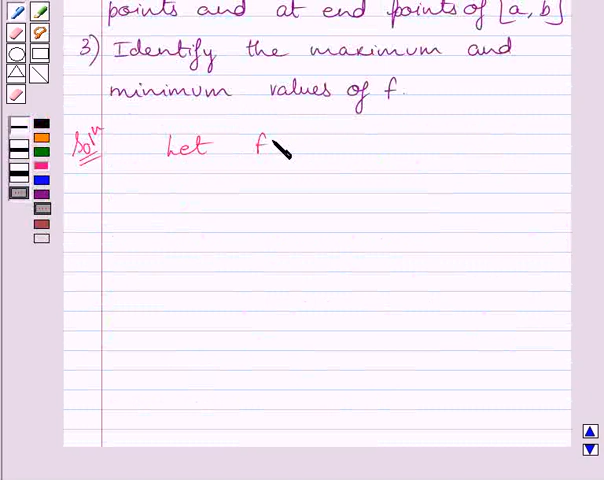 points and at end points of [a, b]
3) Identify the maximum and
minimum values of f.
Solⁿ Let f